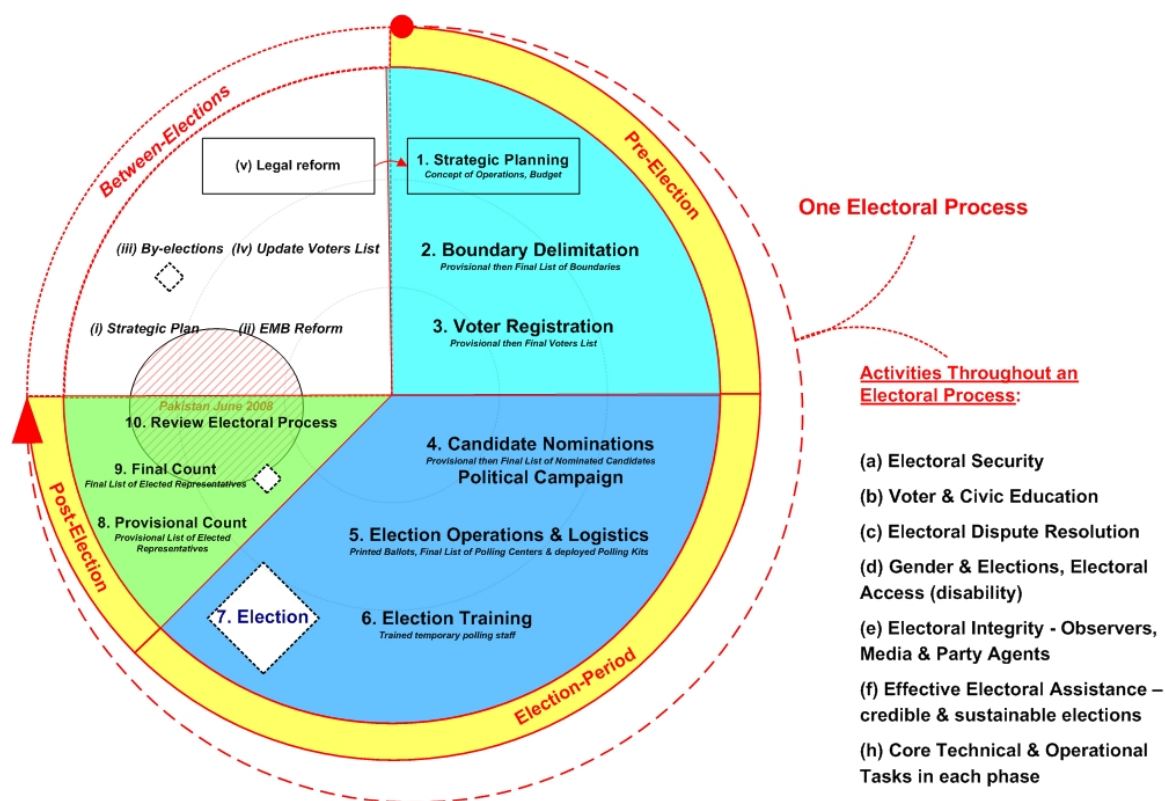 Between-Elections
(v) Legal reform
(iii) By-elections
(Iv) Update Voters List
(i) Strategic Plan
(ii) EMB Reform
Pre-Election
1. Strategic Planning
Concept of Operations, Budget
2. Boundary Delimitation
Provisional then Final List of Boundaries
3. Voter Registration
Provisional then Final Voters List
Election-Period
4. Candidate Nominations
Provisional then Final List of Nominated Candidates
Political Campaign
5. Election Operations & Logistics
Printed Ballots, Final List of Polling Centers & deployed Polling Kits
6. Election Training
Trained temporary polling staff
7. Election
Post-Election
8. Provisional Count
Provisional List of Elected
Representatives
9. Final Count
Final List of Elected Representatives
Pakistan June 2008
10. Review Electoral Process
One Electoral Process
Activities Throughout an
Electoral Process:
(a) Electoral Security
(b) Voter & Civic Education
(c) Electoral Dispute Resolution
(d) Gender & Elections, Electoral
Access (disability)
(e) Electoral Integrity - Observers,
Media & Party Agents
(f) Effective Electoral Assistance –
credible & sustainable elections
(h) Core Technical & Operational
Tasks in each phase